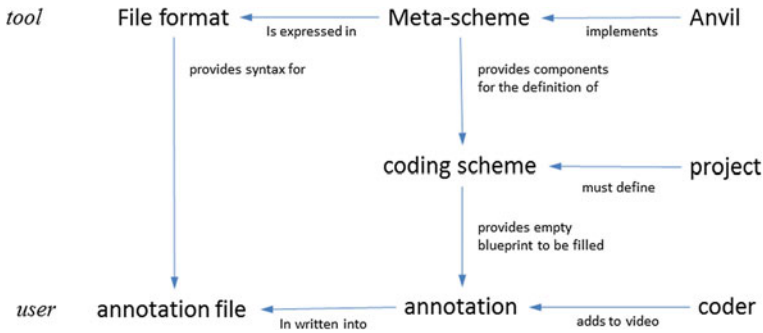 tool File format Is expressed in Meta-scheme implements Anvil
provides syntax for
provides components
for the definition of
coding scheme must define project
provides empty
blueprint to be filled
user annotation file In written into annotation adds to video coder